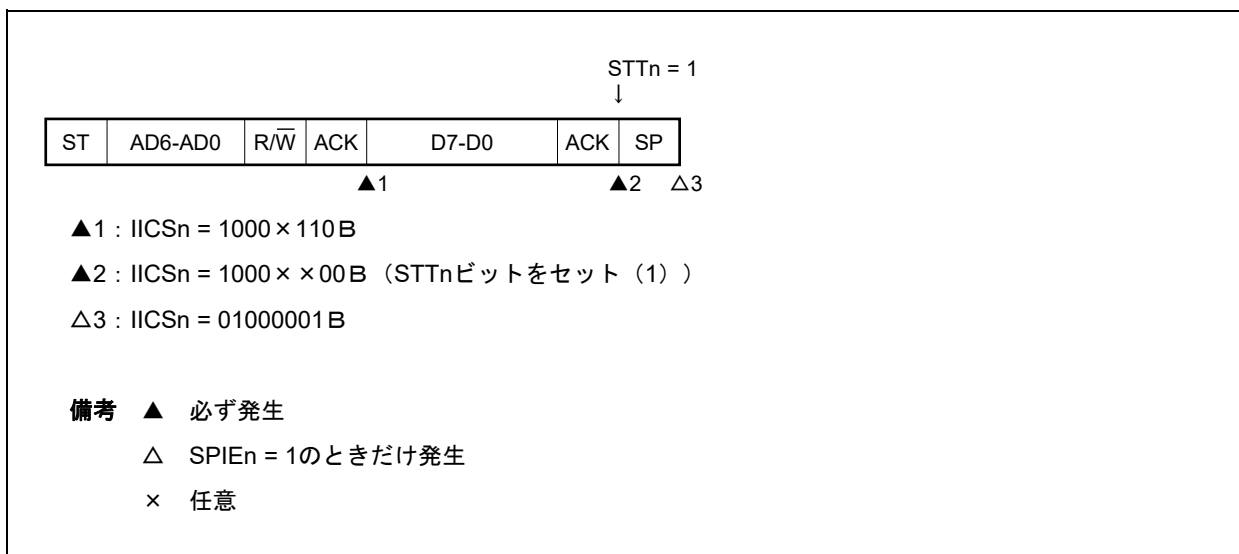 STTn = 1
↓
ST AD6-AD0 R/W̅ ACK D7-D0 ACK SP
▲1 ▲2 △3
▲1：IICSn = 1000×110B
▲2：IICSn = 1000××00B（STTnビットをセット（1））
△3：IICSn = 01000001B
備考 ▲ 必ず発生
△ SPIEn = 1のときだけ発生
× 任意